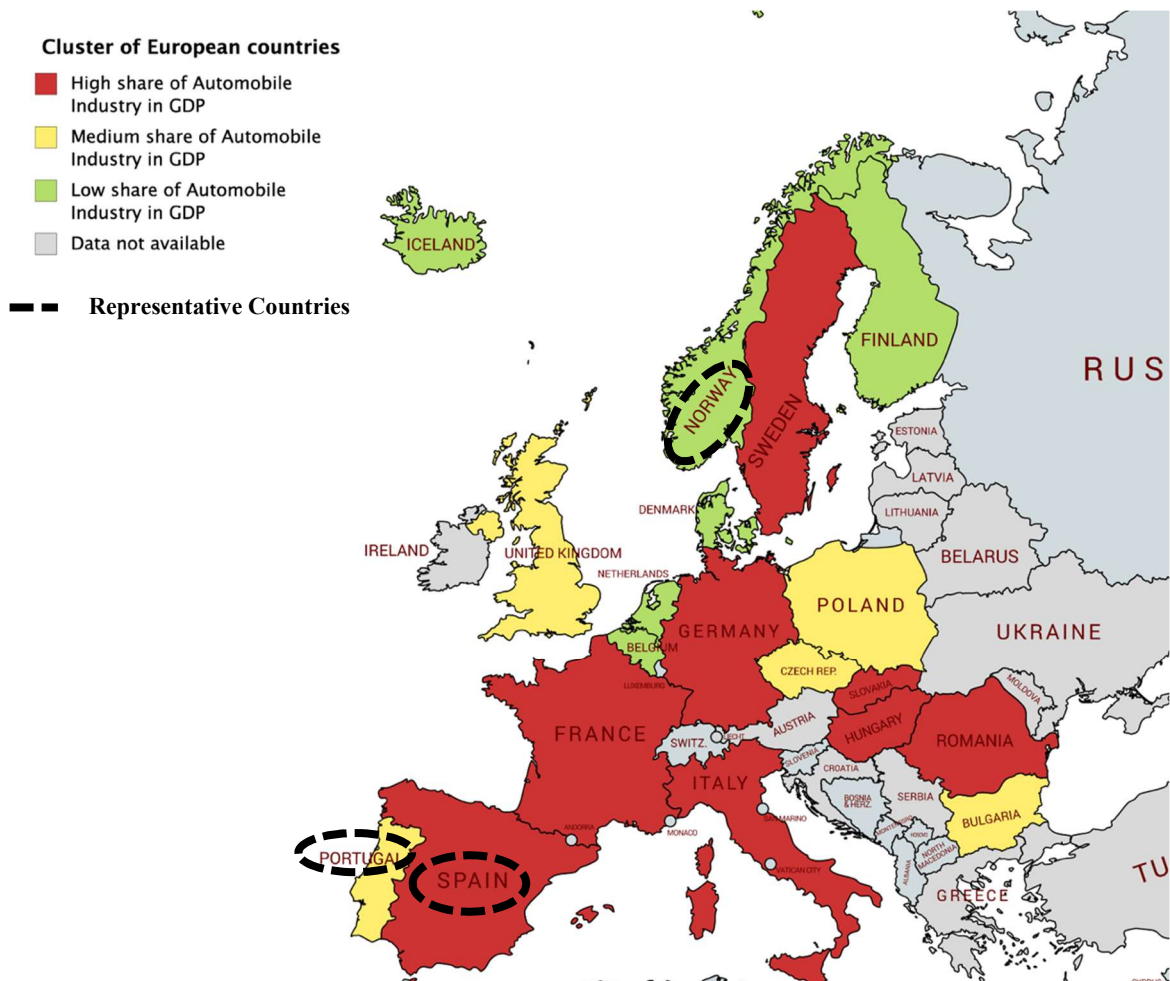 Cluster of European countries
High share of Automobile
Industry in GDP
Medium share of Automobile
Industry in GDP
Low share of Automobile
Industry in GDP
Data not available
Representative Countries
ICELAND
FINLAND
RUS
NORWAY
SWEDEN
ESTONIA
LATVIA
DENMARK
LITHUANIA
IRELAND
UNITED KINGDOM
BELARUS
NETHERLANDS
POLAND
GERMANY
UKRAINE
BELGIUM
CZECH REP.
LUXEMBURG
SLOVAKIA
MOLDOVA
AUSTRIA
HUNGARY
FRANCE
SWITZ.
LIECHT
ROMANIA
SLOVENIA
CROATIA
ITALY
BOSNIA
& HERZ.
SERBIA
SAN MARINO
BULGARIA
ANDORRA
MONACO
MONTENEGRO
KOSOVO
NORTH
MACEDONIA
PORTUGAL
SPAIN
VATICAN CITY
ALBANIA
TU
GREECE